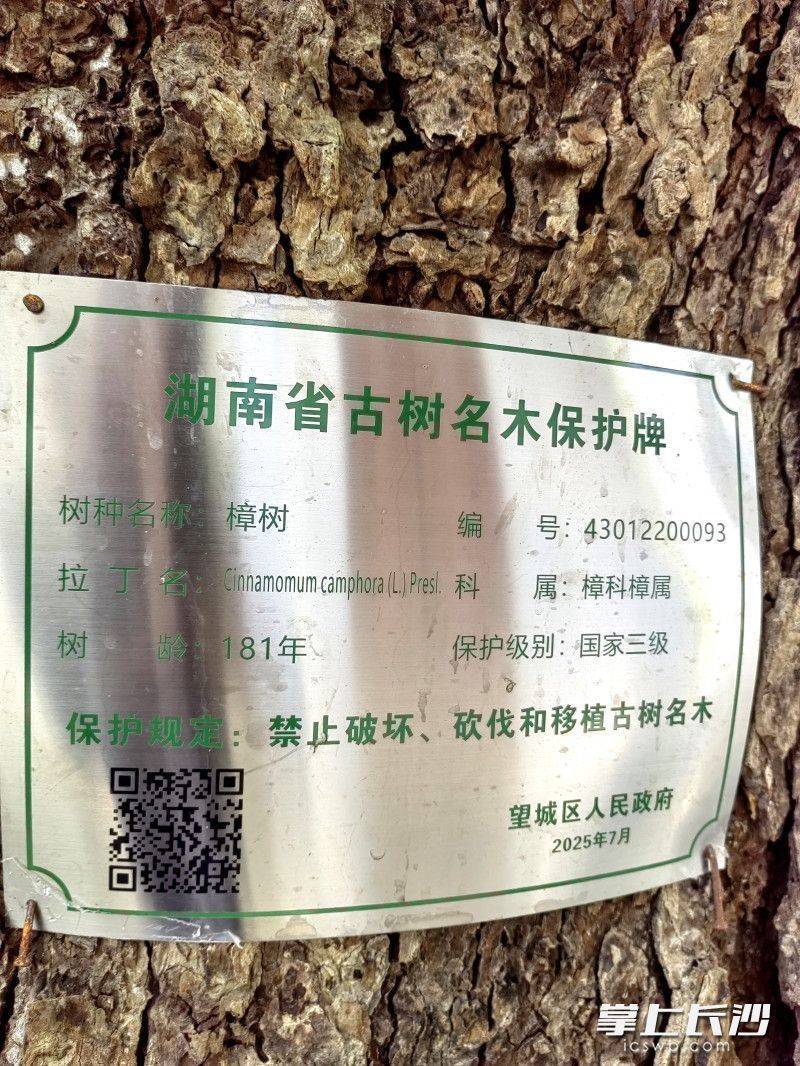 湖南省古树名木保护牌
树种名称：樟树 编 号：43012200093
拉丁名：Cinnamomum camphora (L.) Presl. 科 属：樟科樟属
树 龄：181年 保护级别：国家三级
保护规定：禁止破坏、砍伐和移植古树名木
望城区人民政府
2025年7月
掌上长沙
icswb.com